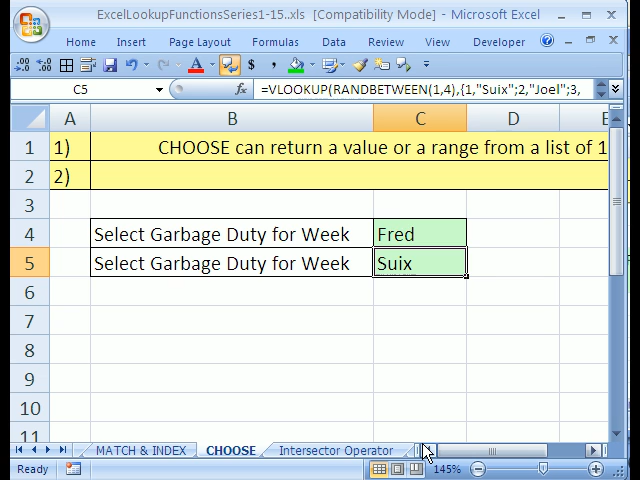 ExcelLookupFunctionsSeries1-15..xls [Compatibility Mode] - Microsoft Excel
Home Insert Page Layout Formulas Data Review View Developer
C5 fx =VLOOKUP(RANDBETWEEN(1,4),{1,"Suix";2,"Joel";3,
A B C D E
1 1) CHOOSE can return a value or a range from a list of 1
2 2)
3
4 Select Garbage Duty for Week Fred
5 Select Garbage Duty for Week Suix
6
7
8
9
10
11
MATCH & INDEX CHOOSE Intersector Operator
Ready 145%